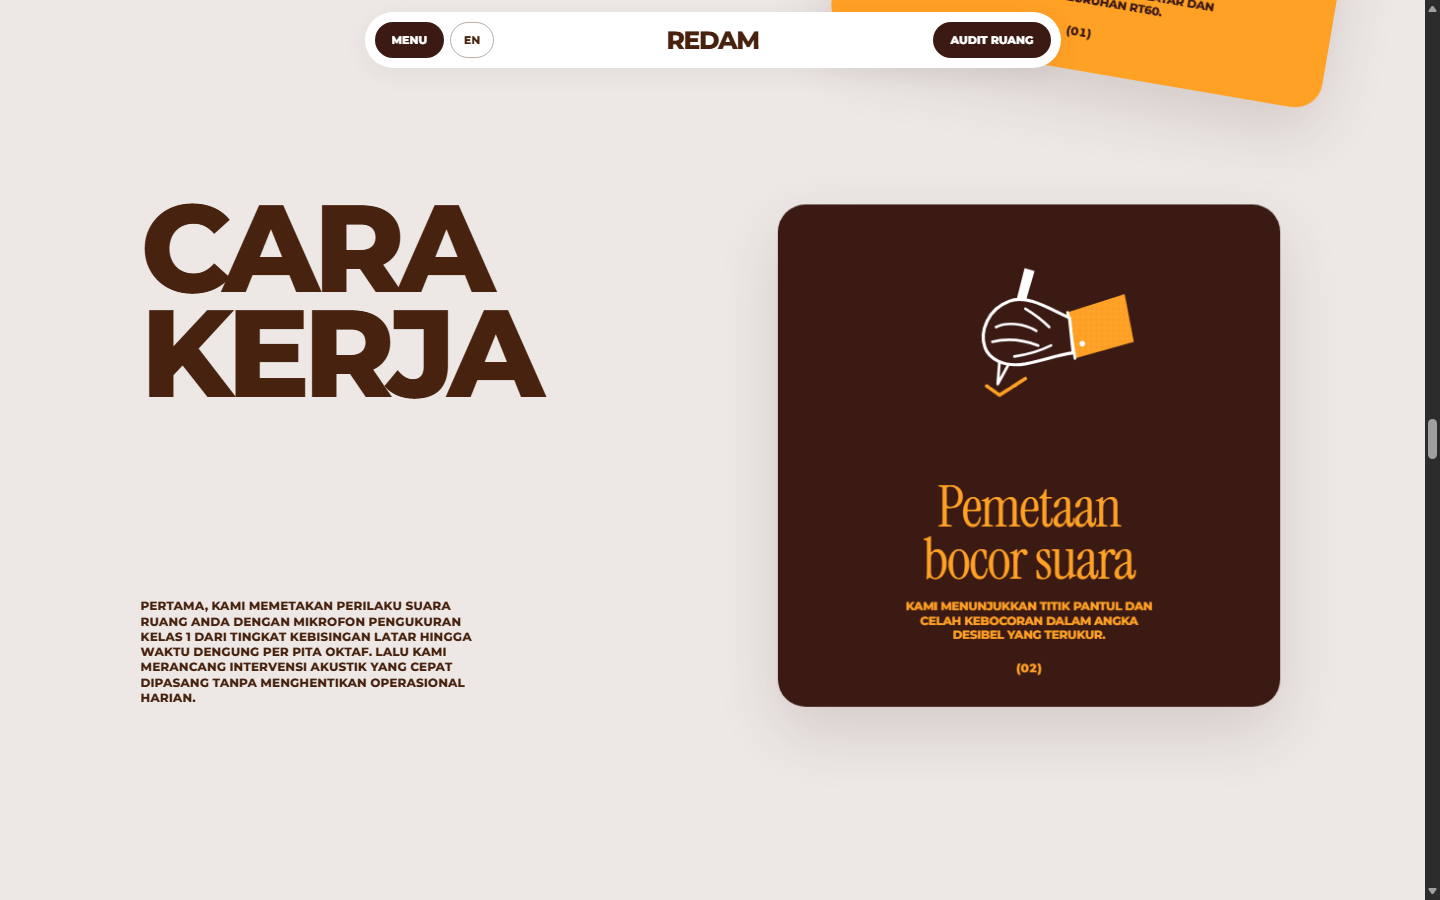 RUHAN RT60.
(01)
MENU
EN
REDAM
AUDIT RUANG
CARA
KERJA
PERTAMA, KAMI MEMETAKAN PERILAKU SUARA
RUANG ANDA DENGAN MIKROFON PENGUKURAN
KELAS 1 DARI TINGKAT KEBISINGAN LATAR HINGGA
WAKTU DENGUNG PER PITA OKTAF. LALU KAMI
MERANCANG INTERVENSI AKUSTIK YANG CEPAT
DIPASANG TANPA MENGHENTIKAN OPERASIONAL
HARIAN.
Pemetaan
bocor suara
KAMI MENUNJUKKAN TITIK PANTUL DAN
CELAH KEBOCORAN DALAM ANGKA
DESIBEL YANG TERUKUR.
(02)